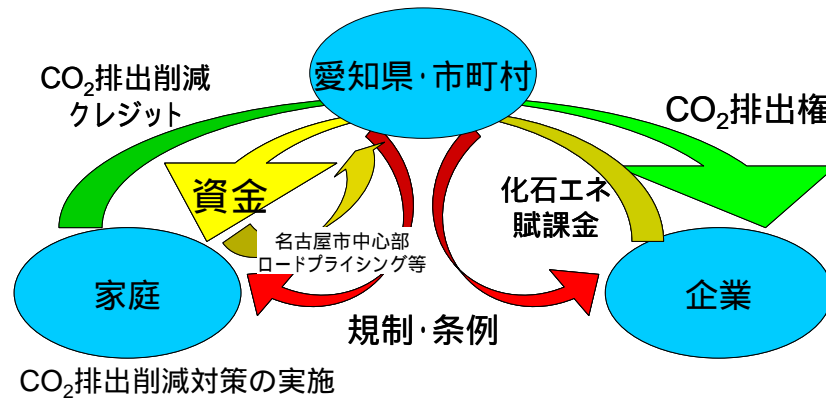 愛知県・市町村
CO₂排出削減
クレジット
CO₂排出権
資金
化石エネ
賦課金
名古屋市中心部
ロードプライシング等
家庭
企業
規制・条例
CO₂排出削減対策の実施